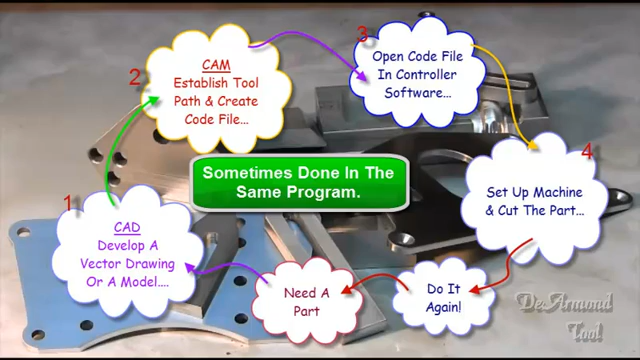 3
CAM
2
Establish Tool
Path & Create
Code File...
Open Code File
In Controller
Software...
Sometimes Done In The
Same Program.
4
Set Up Machine
& Cut The Part...
1
CAD
Develop A
Vector Drawing
Or A Model....
Need A
Part
Do It
Again!
DeArmond
Tool